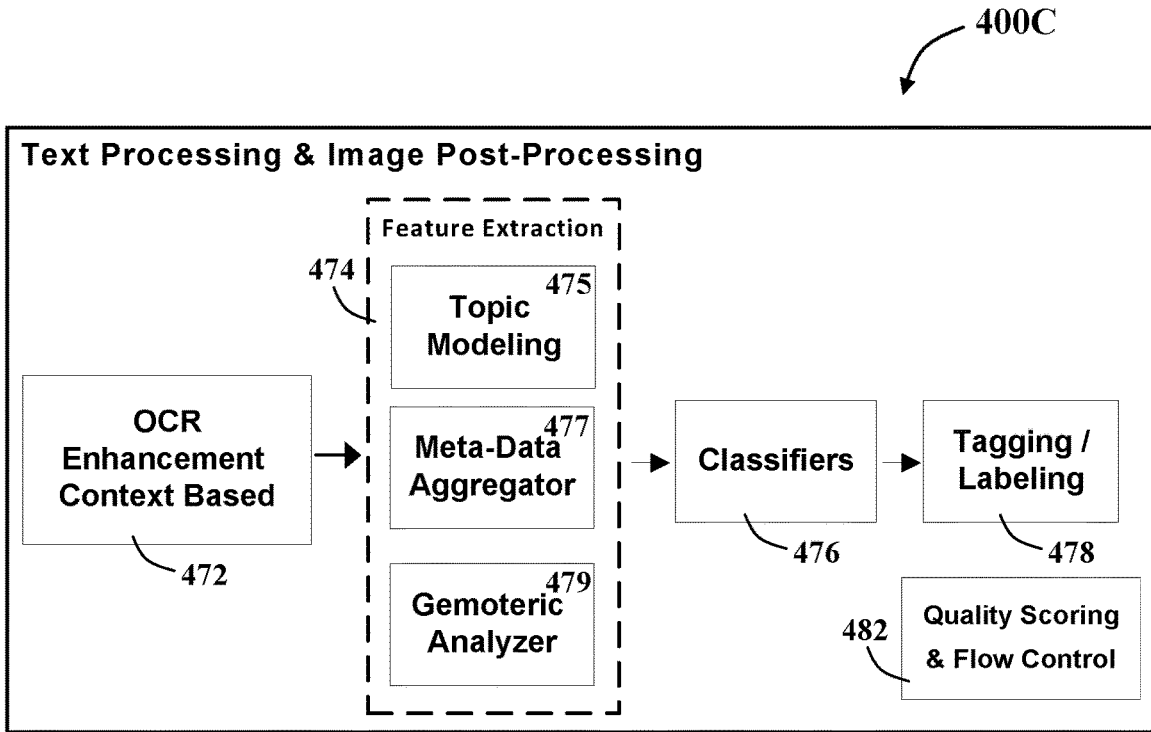 400C
Text Processing & Image Post-Processing
Feature Extraction
474
475
Topic
Modeling
OCR
Enhancement
Context Based
472
477
Meta-Data
Aggregator
Classifiers
476
Tagging /
Labeling
478
479
Gemoteric
Analyzer
482
Quality Scoring
& Flow Control